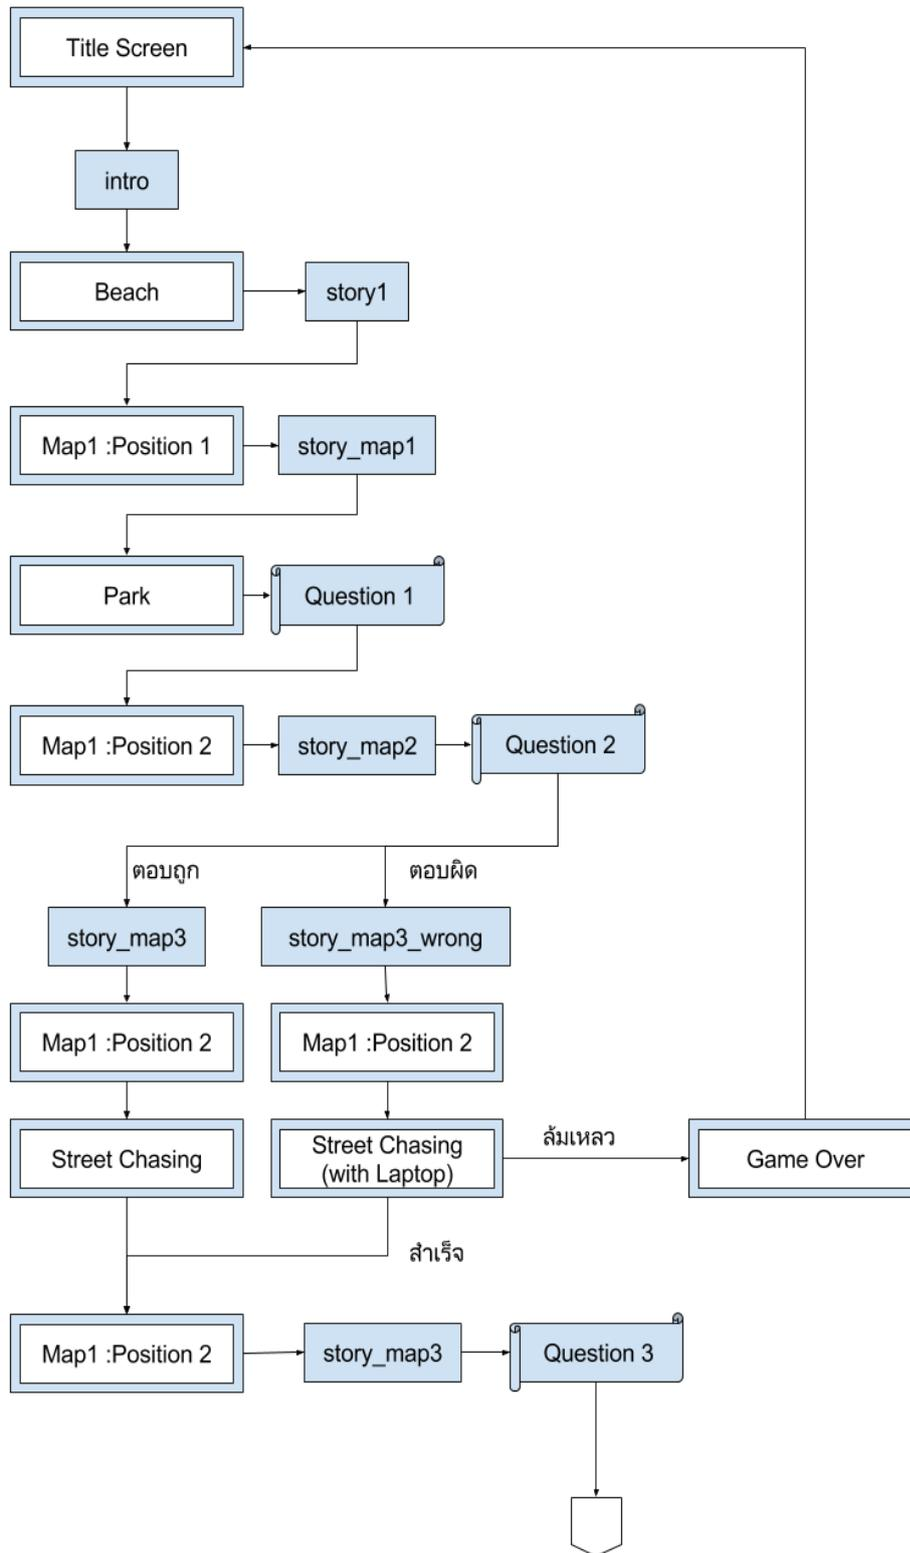 Title Screen
intro
Beach
story1
Map1 :Position 1
story_map1
Park
Question 1
Map1 :Position 2
story_map2
Question 2
ตอบถูก
ตอบผิด
story_map3
story_map3_wrong
Map1 :Position 2
Map1 :Position 2
Street Chasing
Street Chasing
(with Laptop)
ล้มเหลว
Game Over
สำเร็จ
Map1 :Position 2
story_map3
Question 3